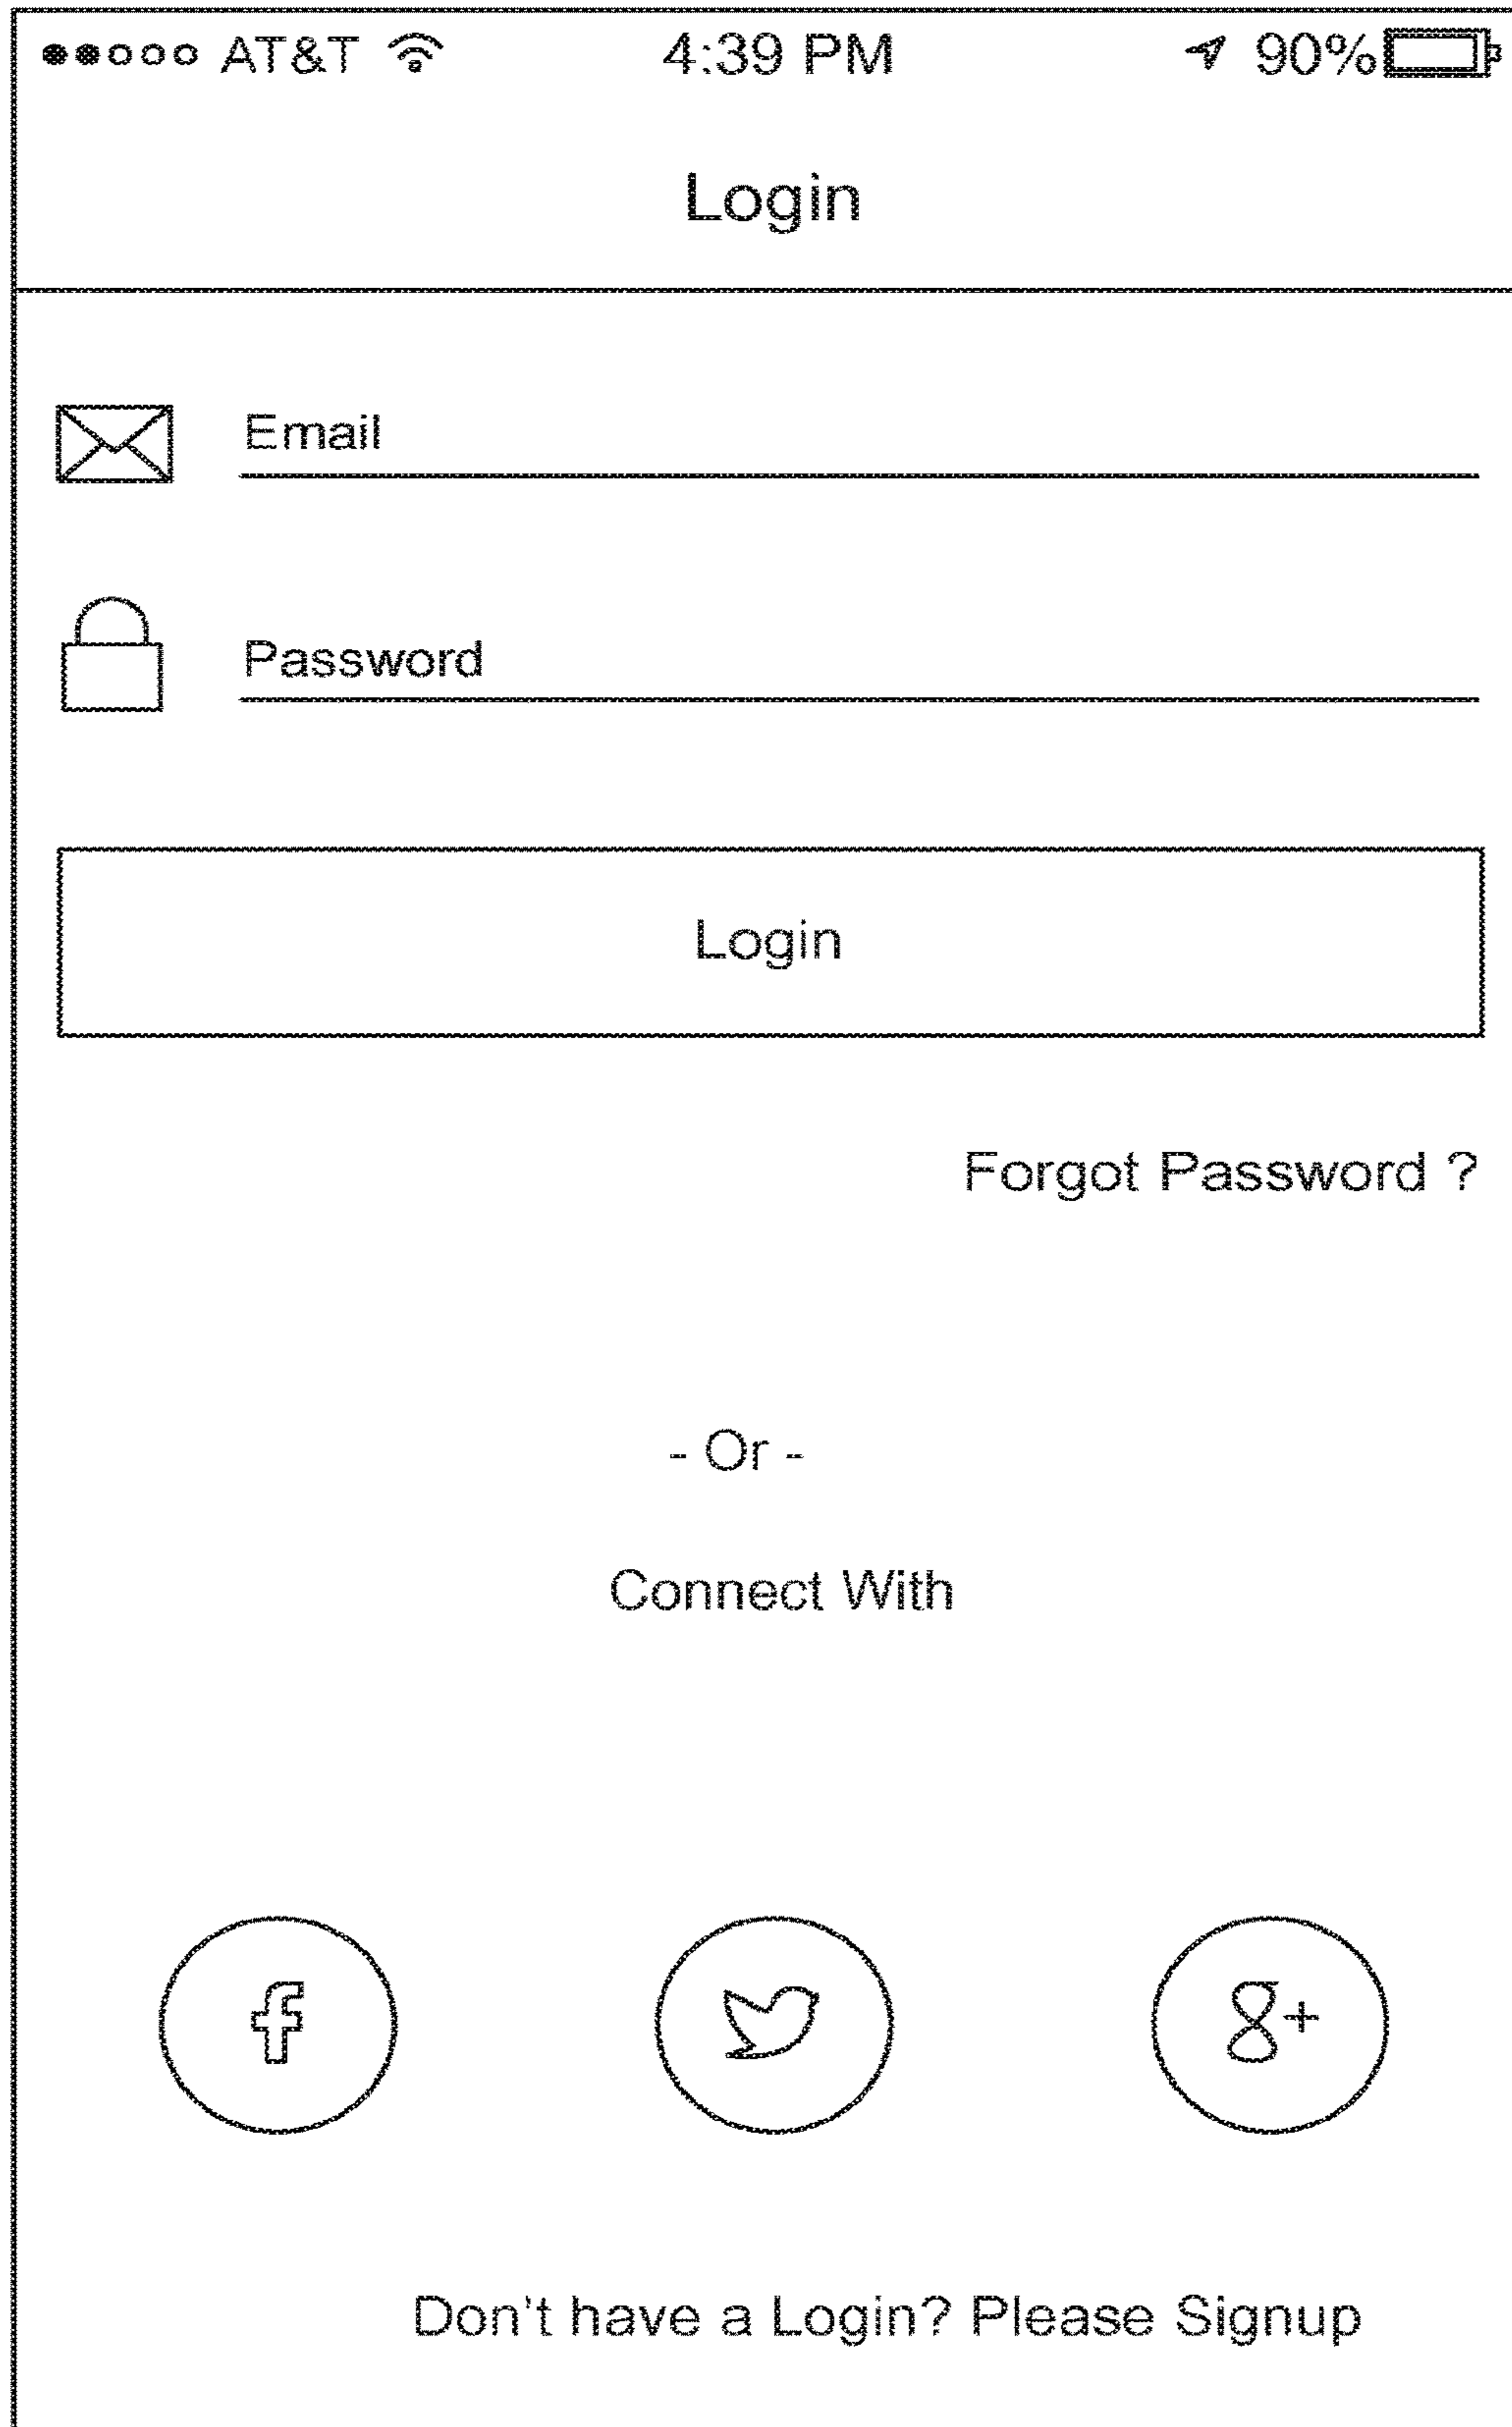 AT&T 4:39 PM 90%
Login
Email
Password
Login
Forgot Password ?
- Or -
Connect With
f 8+
Don't have a Login? Please Signup